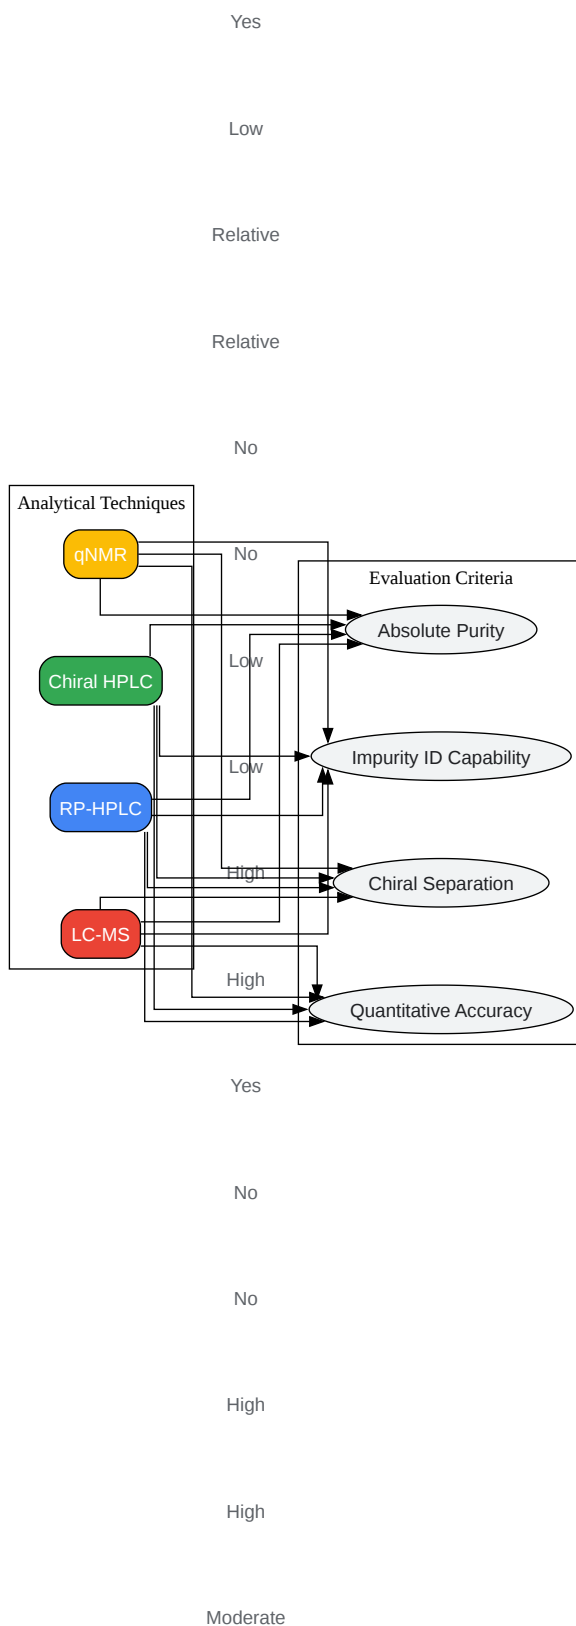 Yes
Low
Relative
Relative
No
Analytical Techniques
qNMR
No
Evaluation Criteria
Absolute Purity
Low
Chiral HPLC
Impurity ID Capability
Low
RP-HPLC
High
Chiral Separation
LC-MS
High
Quantitative Accuracy
Yes
No
No
High
High
Moderate